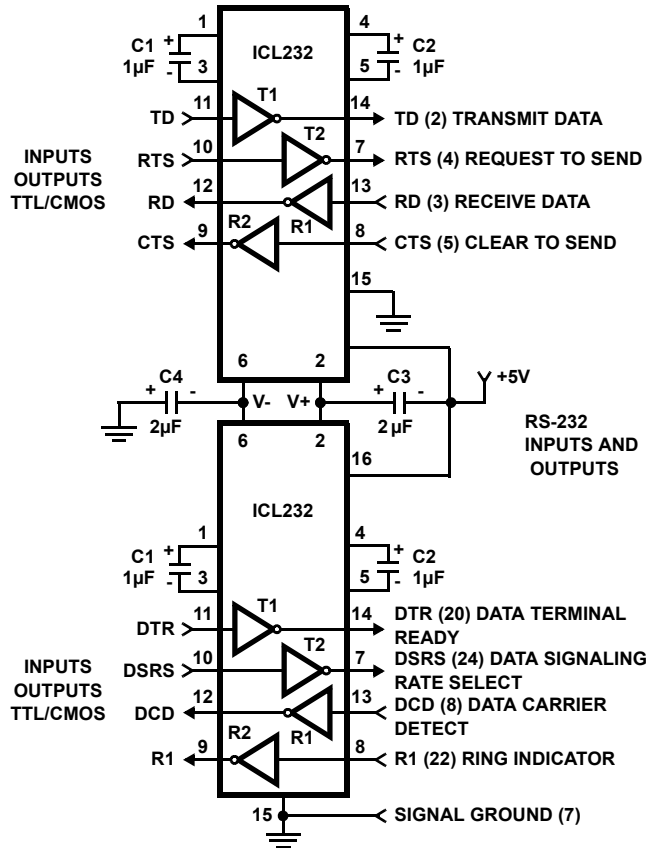 1
4
C1
+
ICL232
+
C2
1µF
3
-
5
-
1µF
TD
11
T1
14
TD (2) TRANSMIT DATA
INPUTS
OUTPUTS
TTL/CMOS
RTS
10
T2
7
RTS (4) REQUEST TO SEND
RD
12
R1
13
RD (3) RECEIVE DATA
CTS
9
R2
8
CTS (5) CLEAR TO SEND
15
6
2
C4
+
-
2µF
V-
V+
C3
+
-
2µF
+5V
RS-232
INPUTS AND
OUTPUTS
6
2
16
ICL232
1
4
C1
+
+
C2
1µF
3
-
5
-
1µF
DTR
11
T1
14
DTR (20) DATA TERMINAL
READY
INPUTS
OUTPUTS
TTL/CMOS
DSRS
10
T2
7
DSRS (24) DATA SIGNALING
RATE SELECT
DCD
12
R1
13
DCD (8) DATA CARRIER
DETECT
R1
9
R2
8
R1 (22) RING INDICATOR
15
SIGNAL GROUND (7)